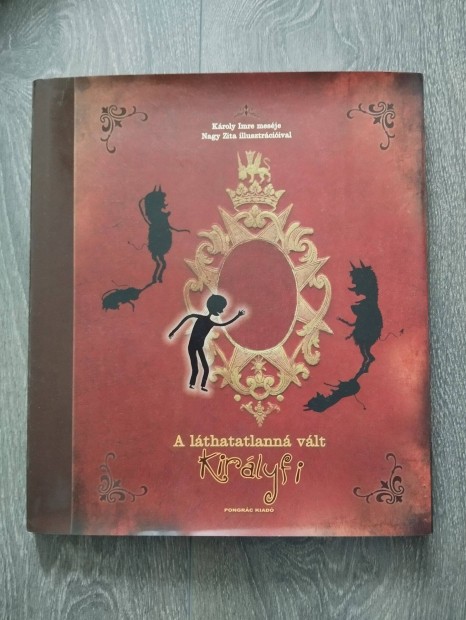 Károly Imre meséje
Nagy Zita illusztrációival
A láthatatlanná vált
Királyfi
PONGRÁC KIADÓ